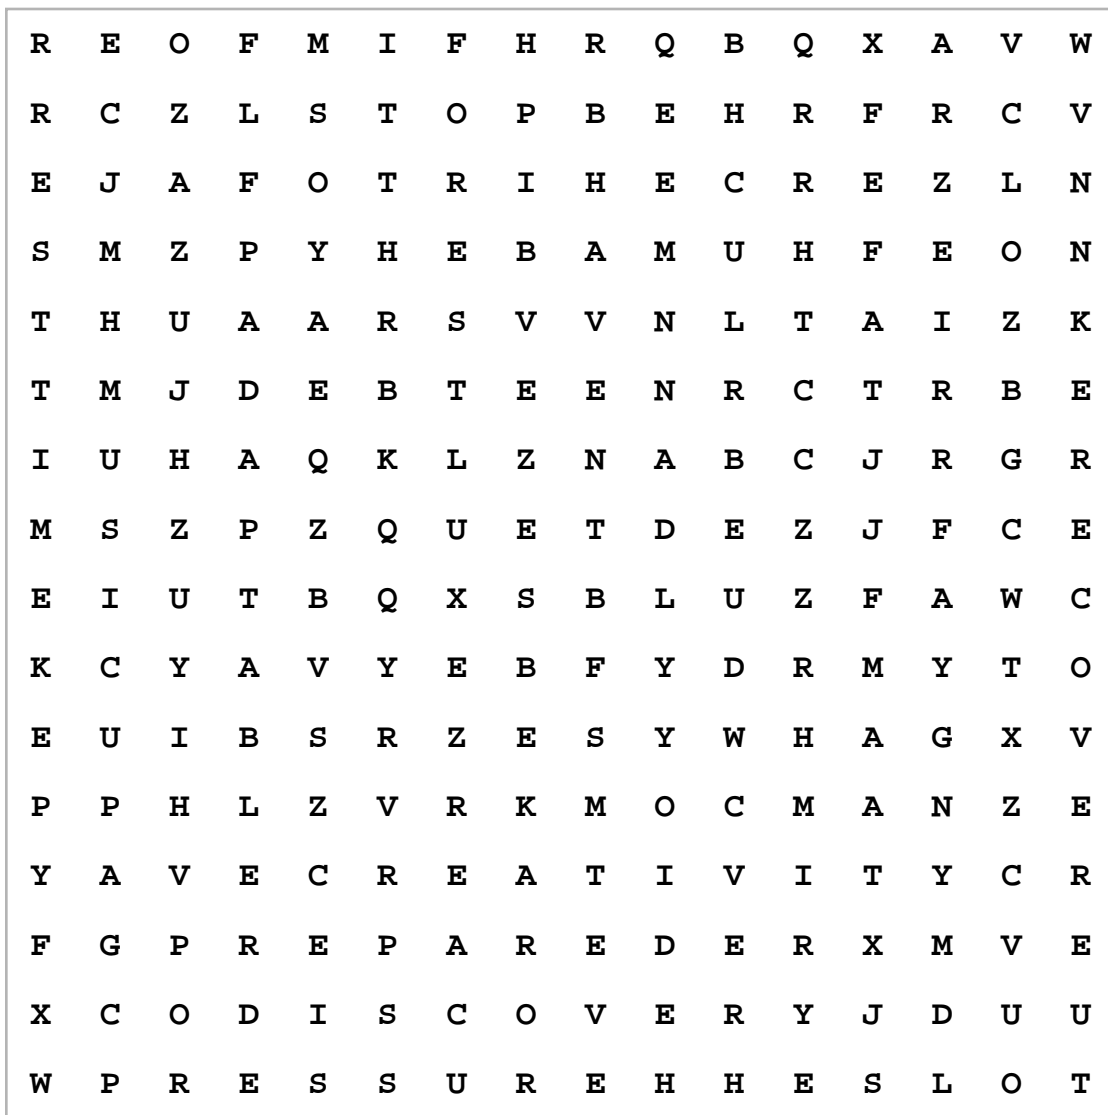 R E O F M I F H R Q B Q X A V W
R C Z L S T O P B E H R F R C V
E J A F O T R I H E C R E Z L N
S M Z P Y H E B A M U H F E O N
T H U A A R S V V N L T A I Z K
T M J D E B T E E N R C T R B E
I U H A Q K L Z N A B C J R G R
M S Z P Z Q U E T D E Z J F C E
E I U T B Q X S B L U Z F A W C
K C Y A V Y E B F Y D R M Y T O
E U I B S R Z E S Y W H A G X V
P P H L Z V R K M O C M A N Z E
Y A V E C R E A T I V I T Y C R
F G P R E P A R E D E R X M V E
X C O D I S C O V E R Y J D U U
W P R E S S U R E H H E S L O T